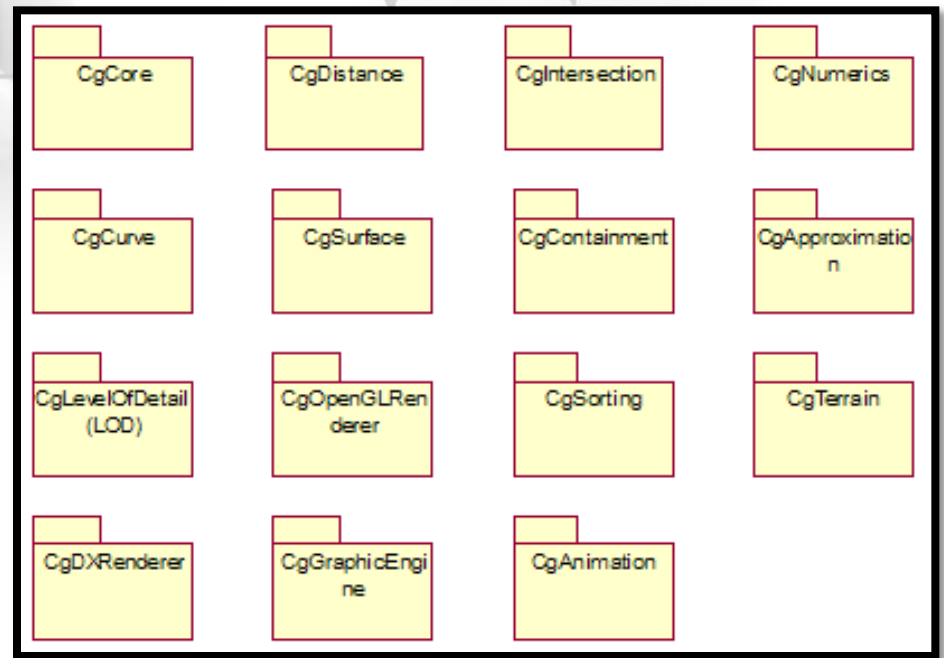 CgCore
CgDistance
CgIntersection
CgNumerics
CgCurve
CgSurface
CgContainment
CgApproximatio
n
CgLevelOfDetail
(LOD)
CgOpenGLRen
derer
CgSorting
CgTerrain
CgDXRenderer
CgGraphicEngi
ne
CgAnimation